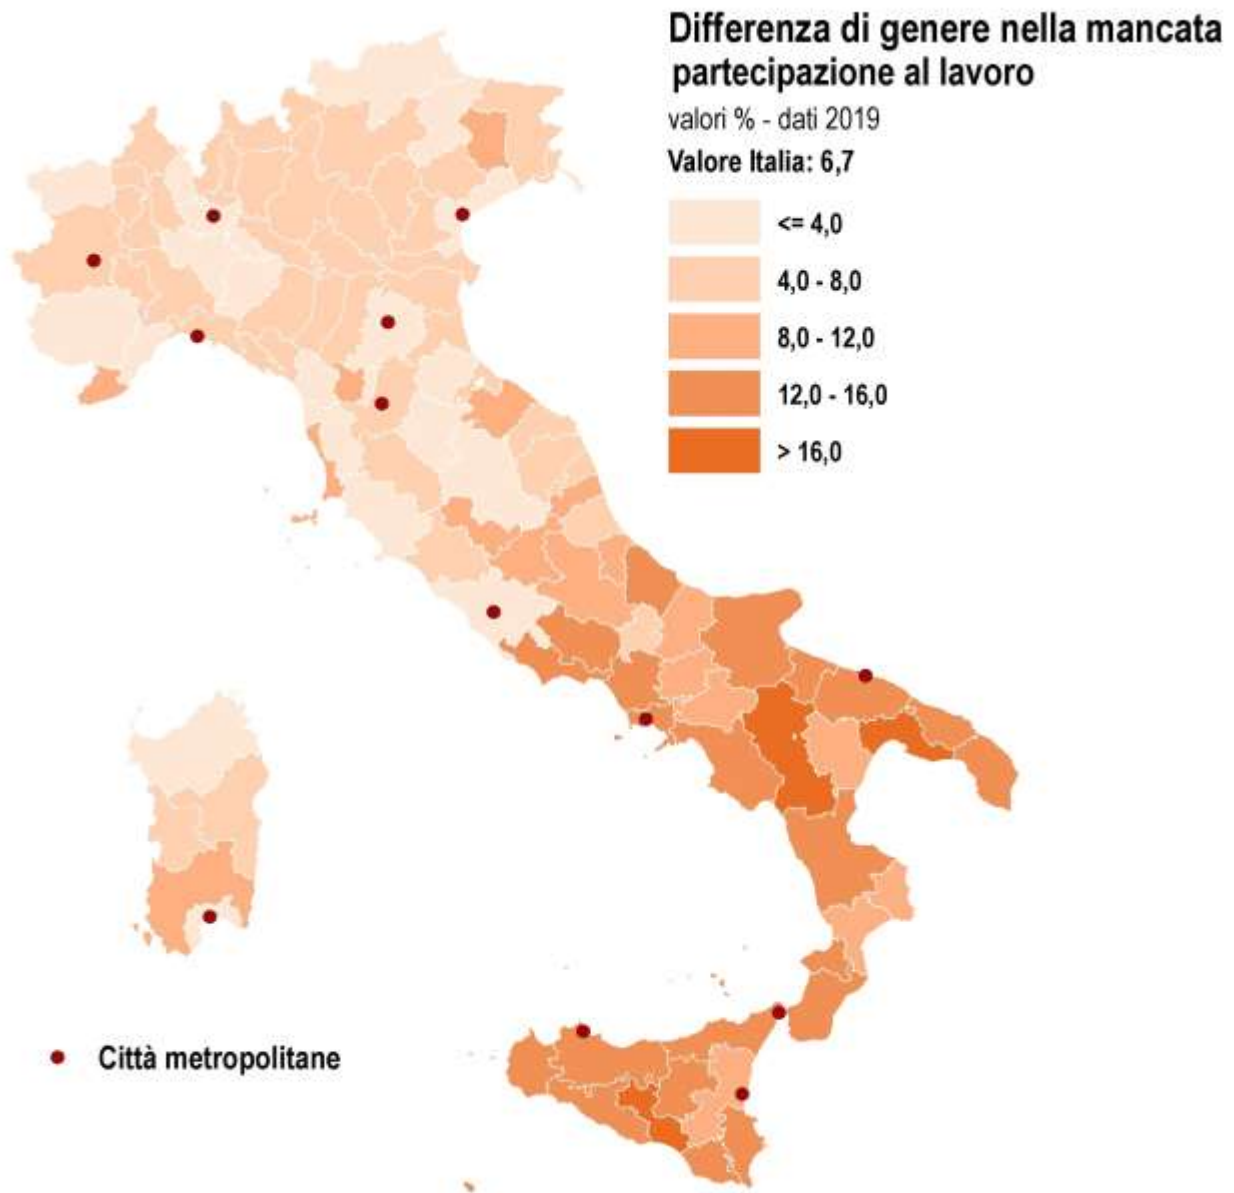 Differenza di genere nella mancata
partecipazione al lavoro
valori % - dati 2019
Valore Italia: 6,7
<= 4,0
4,0 - 8,0
8,0 - 12,0
12,0 - 16,0
> 16,0
Città metropolitane